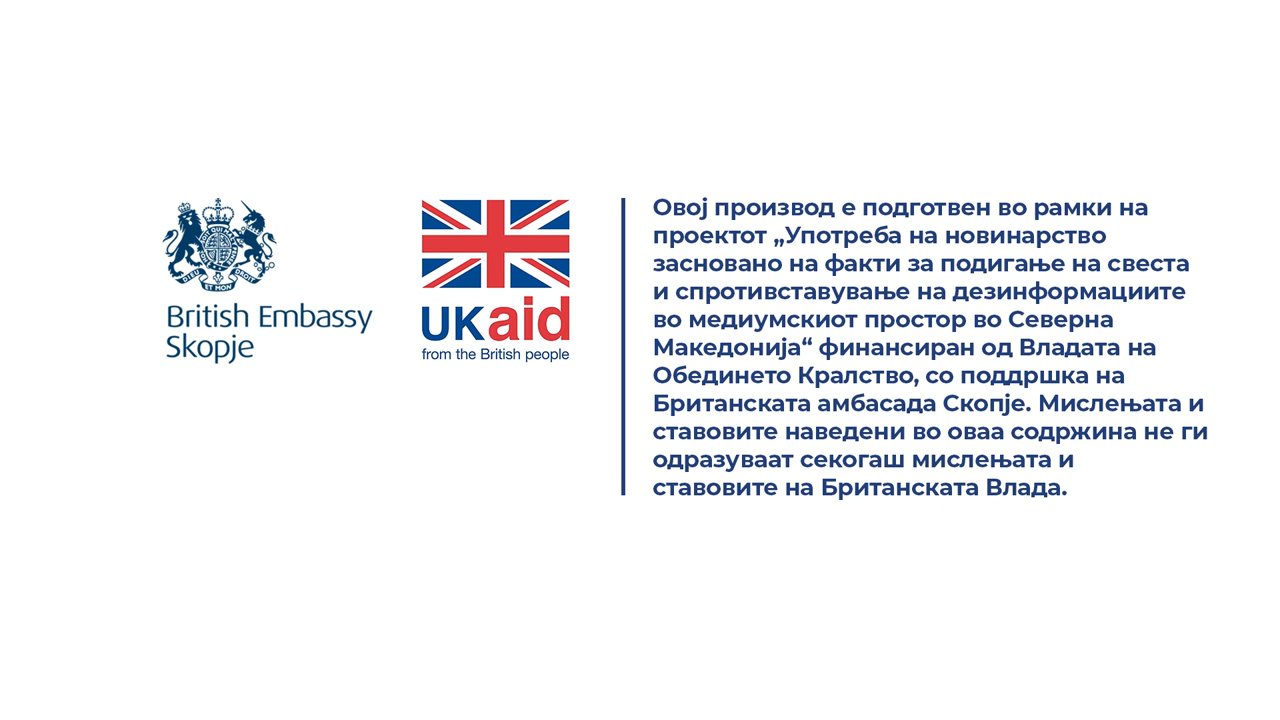 British Embassy
Skopje
UKaid
from the British people
Овој производ е подготвен во рамки на
проектот „Употреба на новинарство
засновано на факти за подигање на свеста
и спротивставување на дезинформациите
во медиумскиот простор во Северна
Македонија“ финансиран од Владата на
Обединето Кралство, со поддршка на
Британската амбасада Скопје. Мислењата и
ставовите наведени во оваа содржина не ги
одразуваат секогаш мислењата и
ставовите на Британската Влада.